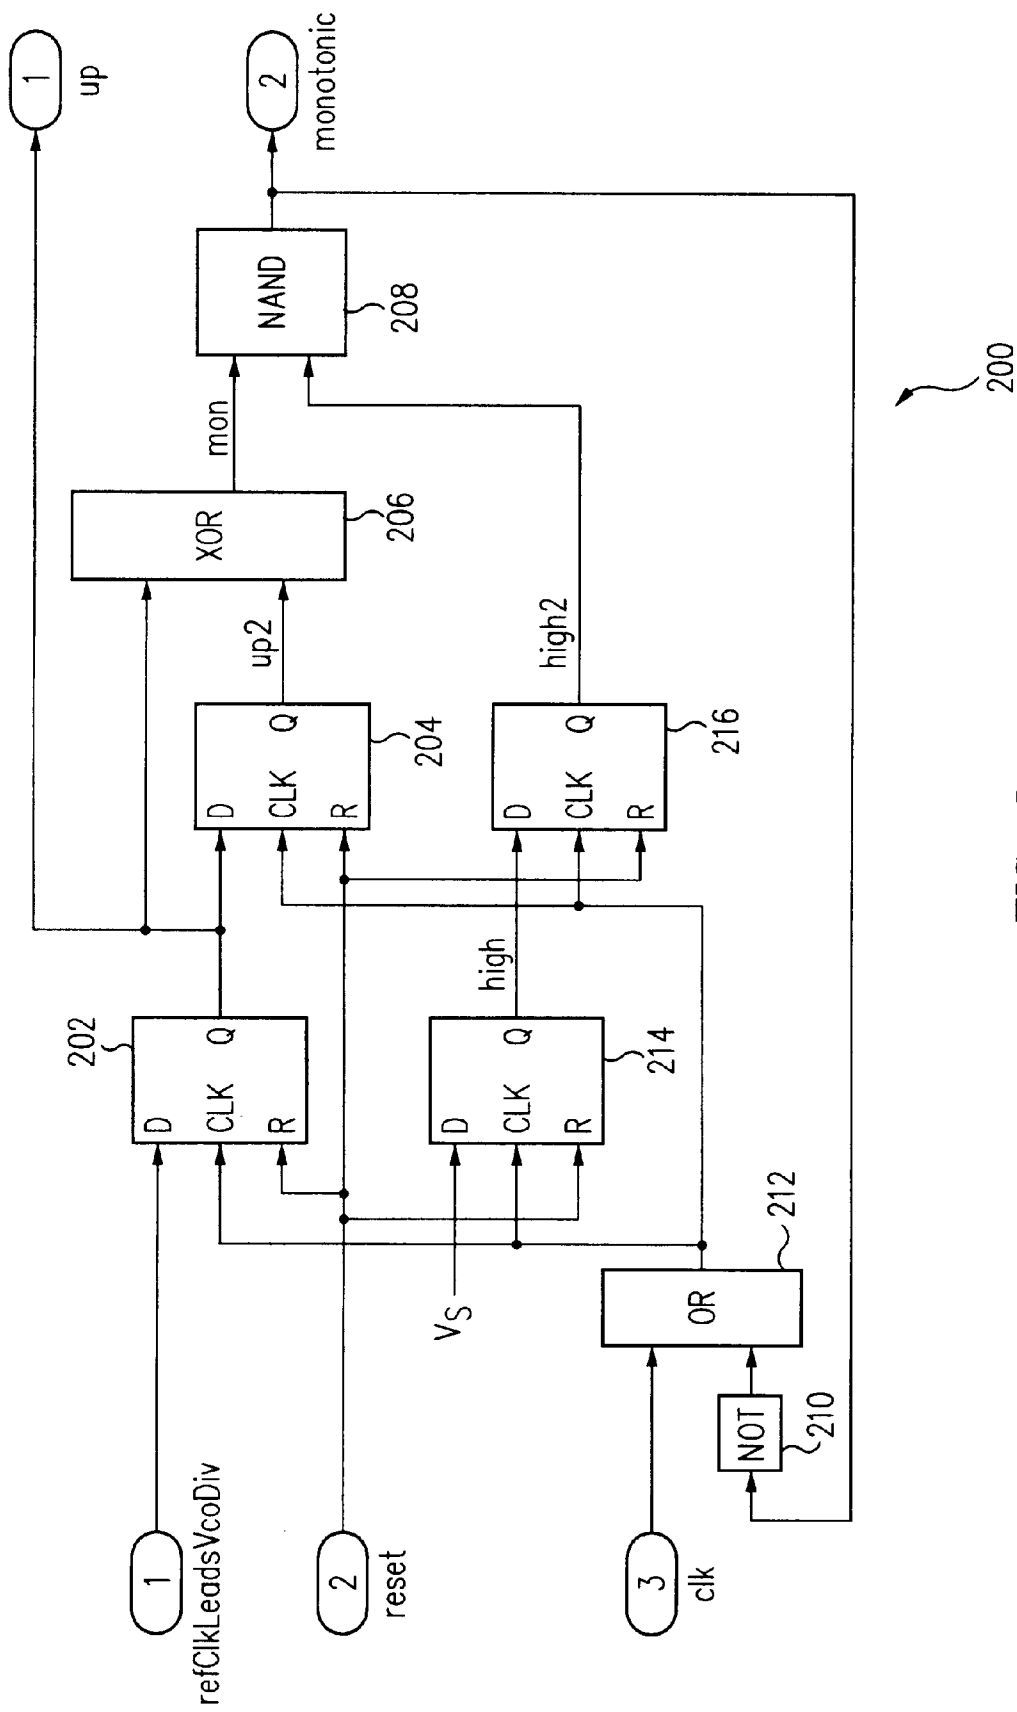 1
up
2
monotonic
NAND
208
mon
XOR
206
up2
high2
D
CLK
R
Q
204
D
CLK
R
Q
216
202
D
CLK
R
Q
high
D
CLK
R
Q
214
VS
OR
212
NOT
210
1
refClkLeadsVcoDiv
2
reset
3
clk
200